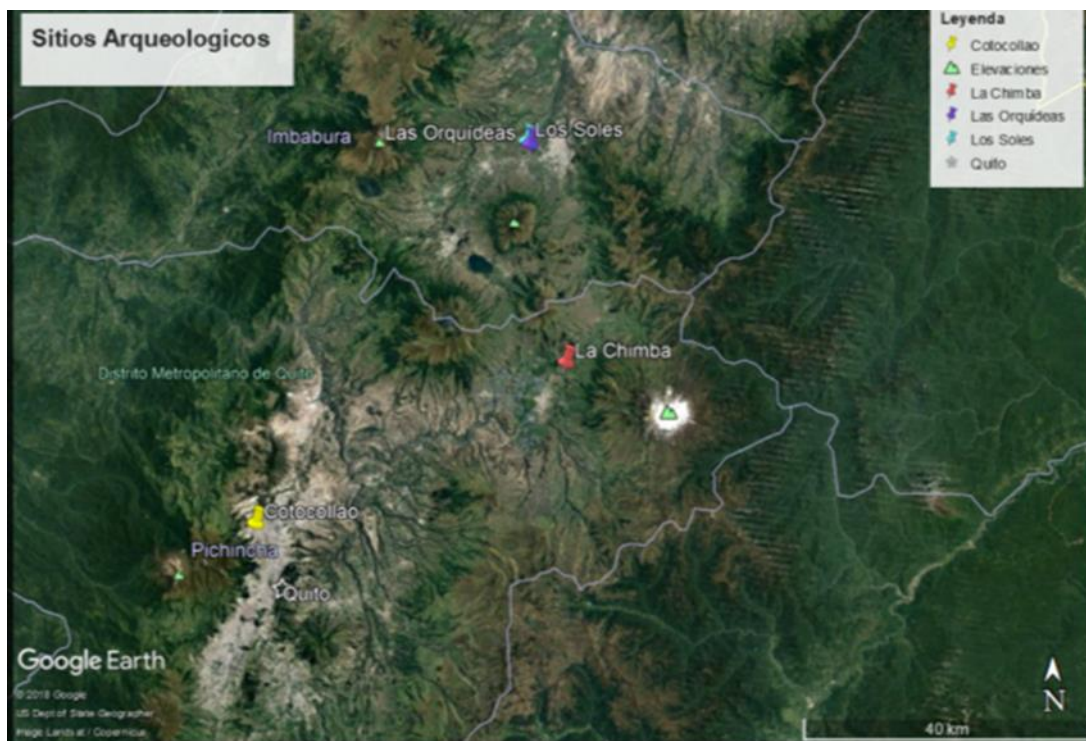 Sitios Arqueologicos
Leyenda
Cotocollao
Elevaciones
La Chimba
Las Orquídeas
Los Soles
Quito
Imbabura
Las Orquídeas
Los Soles
La Chimba
Distrito Metropolitano de Quito
Cotocollao
Pichincha
Quito
Google Earth
© 2018 Google
US Dept of State Geographer
Image Landsat / Copernicus
N
40 km